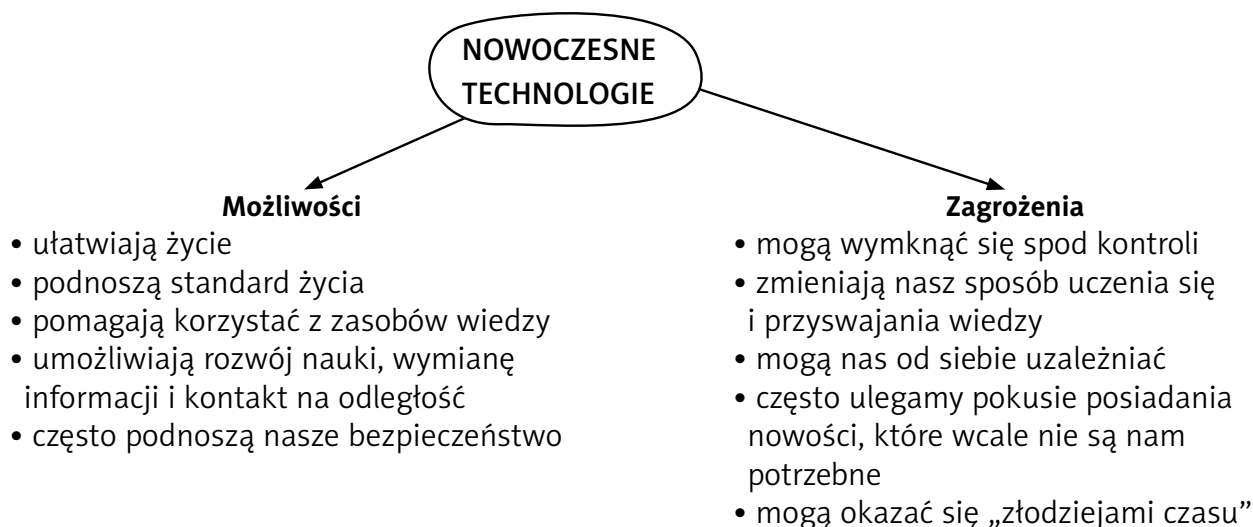 NOWOCZESNE
TECHNOLOGIE
Możliwości
• ułatwiają życie
• podnoszą standard życia
• pomagają korzystać z zasobów wiedzy
• umożliwiają rozwój nauki, wymianę
informacji i kontakt na odległość
• często podnoszą nasze bezpieczeństwo
Zagrożenia
• mogą wymknąć się spod kontroli
• zmieniają nasz sposób uczenia się
i przyswajania wiedzy
• mogą nas od siebie uzależniać
• często ulegamy pokusie posiadania
nowości, które wcale nie są nam
potrzebne
• mogą okazać się „złodziejami czasu”